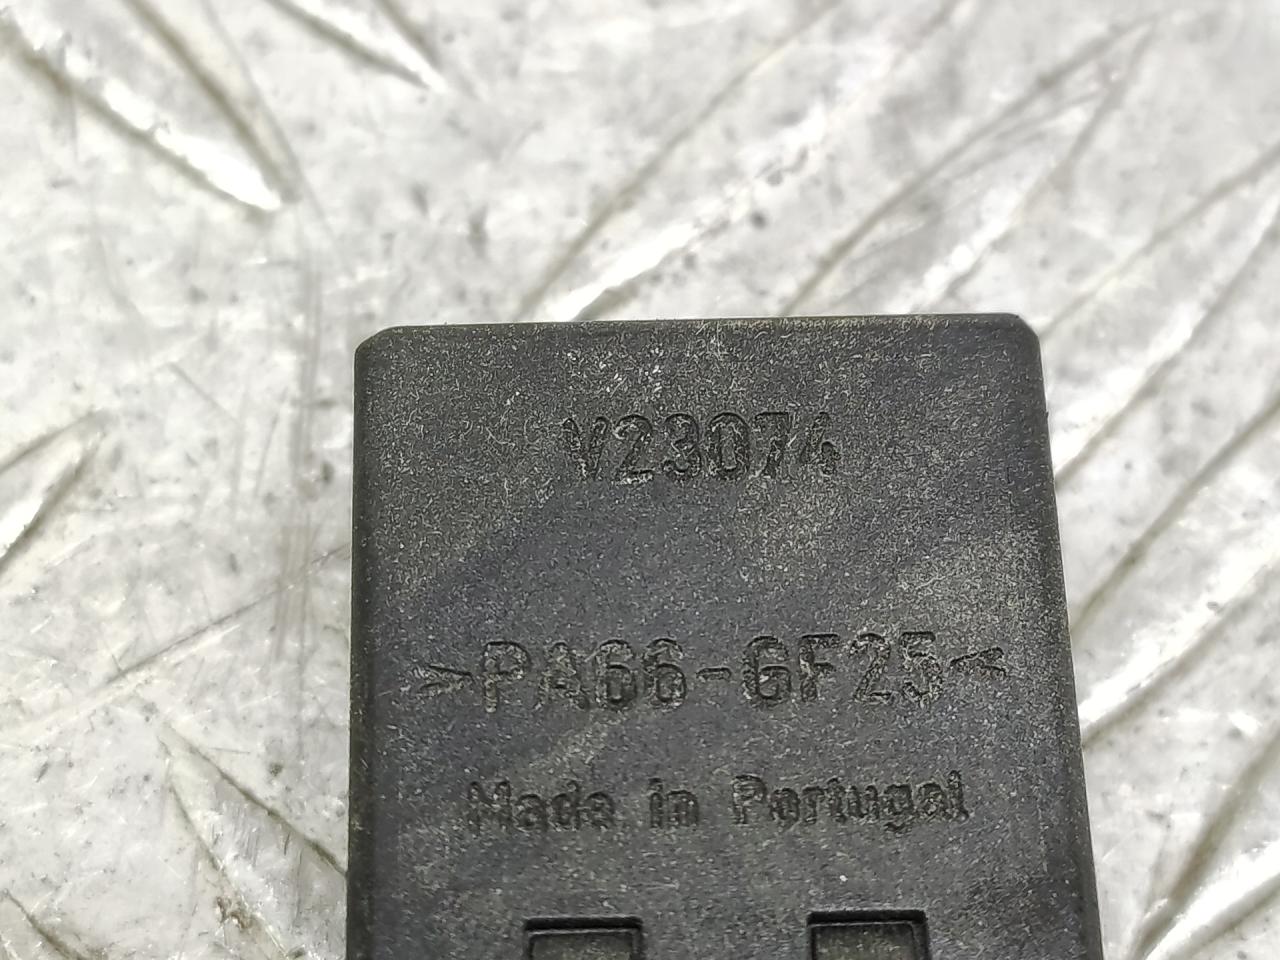 V23074
>PA66-GF25<
Made in Portugal